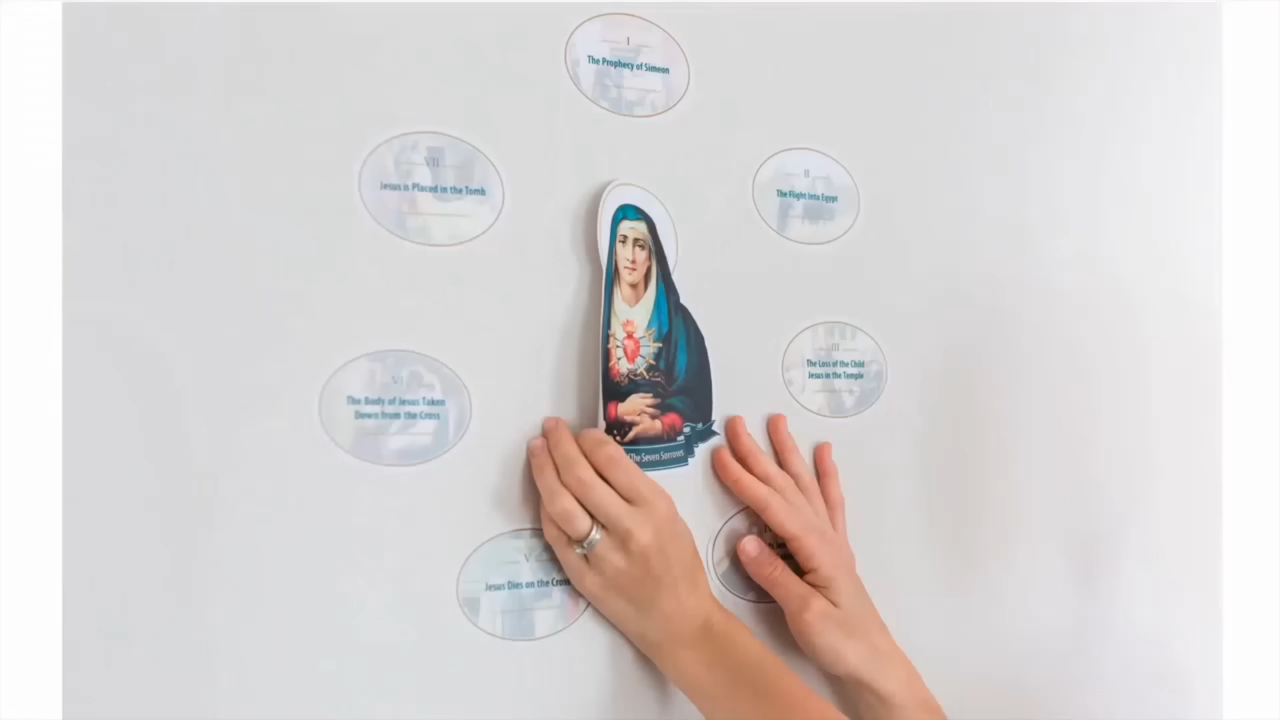 I
The Prophecy of Simeon
VII
Jesus is Placed in the Tomb
II
The Flight Into Egypt
III
The Loss of the Child
Jesus in the Temple
VI
The Body of Jesus Taken
Down from the Cross
The Seven Sorrows
V
Jesus Dies on the Cross